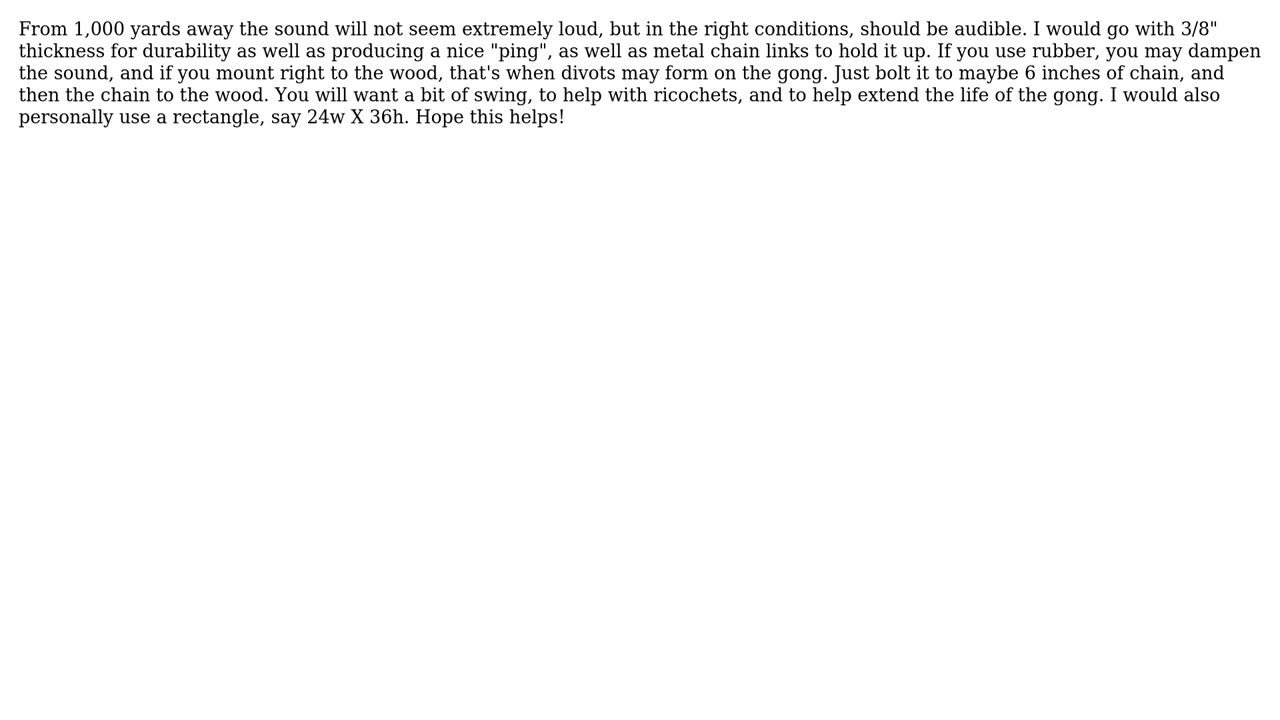 From 1,000 yards away the sound will not seem extremely loud, but in the right conditions, should be audible. I would go with 3/8"
thickness for durability as well as producing a nice "ping", as well as metal chain links to hold it up. If you use rubber, you may dampen
the sound, and if you mount right to the wood, that's when divots may form on the gong. Just bolt it to maybe 6 inches of chain, and
then the chain to the wood. You will want a bit of swing, to help with ricochets, and to help extend the life of the gong. I would also
personally use a rectangle, say 24w X 36h. Hope this helps!